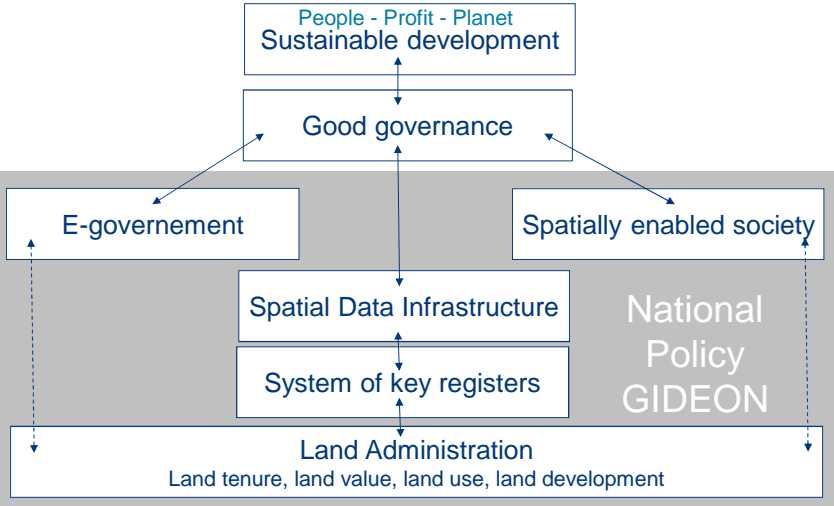 People - Profit - Planet
Sustainable development
Good governance
E-governement
Spatially enabled society
Spatial Data Infrastructure
National
Policy
GIDEON
System of key registers
Land Administration
Land tenure, land value, land use, land development